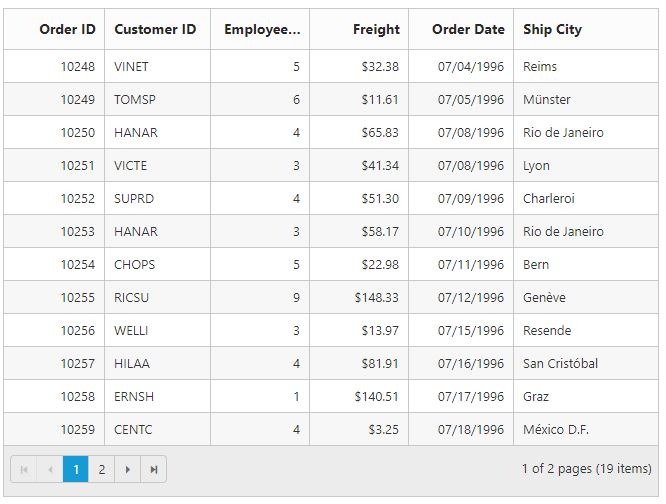 Order ID Customer ID Employee... Freight Order Date Ship City
10248 VINET 5 $32.38 07/04/1996 Reims
10249 TOMSP 6 $11.61 07/05/1996 Münster
10250 HANAR 4 $65.83 07/08/1996 Rio de Janeiro
10251 VICTE 3 $41.34 07/08/1996 Lyon
10252 SUPRD 4 $51.30 07/09/1996 Charleroi
10253 HANAR 3 $58.17 07/10/1996 Rio de Janeiro
10254 CHOPS 5 $22.98 07/11/1996 Bern
10255 RICSU 9 $148.33 07/12/1996 Genève
10256 WELLI 3 $13.97 07/15/1996 Resende
10257 HILAA 4 $81.91 07/16/1996 San Cristóbal
10258 ERNSH 1 $140.51 07/17/1996 Graz
10259 CENTC 4 $3.25 07/18/1996 México D.F.
1 2 1 of 2 pages (19 items)